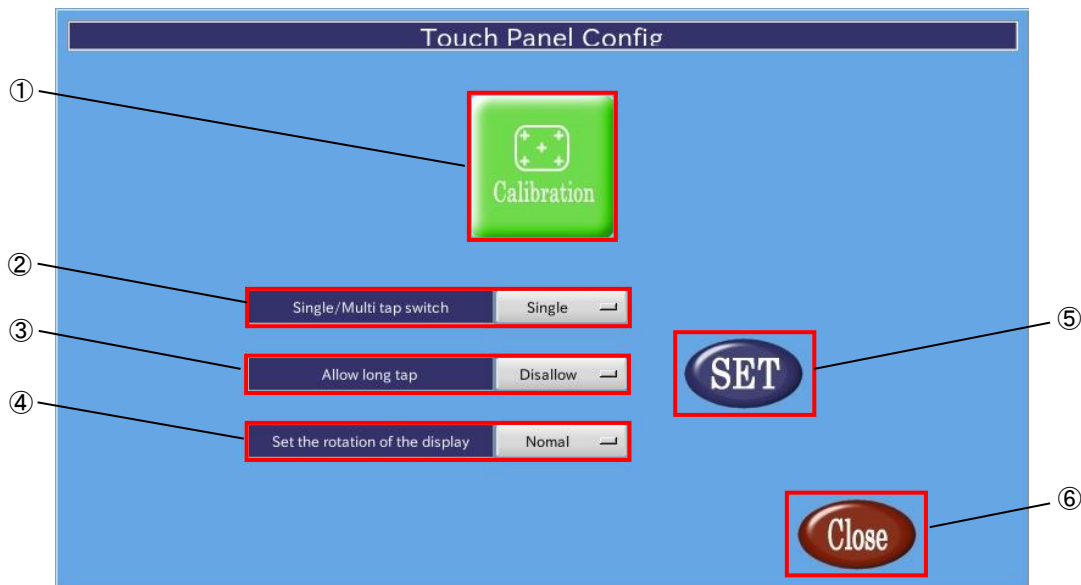 Touch Panel Config
①
Calibration
②
Single/Multi tap switch Single
③
Allow long tap Disallow
④
Set the rotation of the display Nomal
SET
⑤
Close
⑥